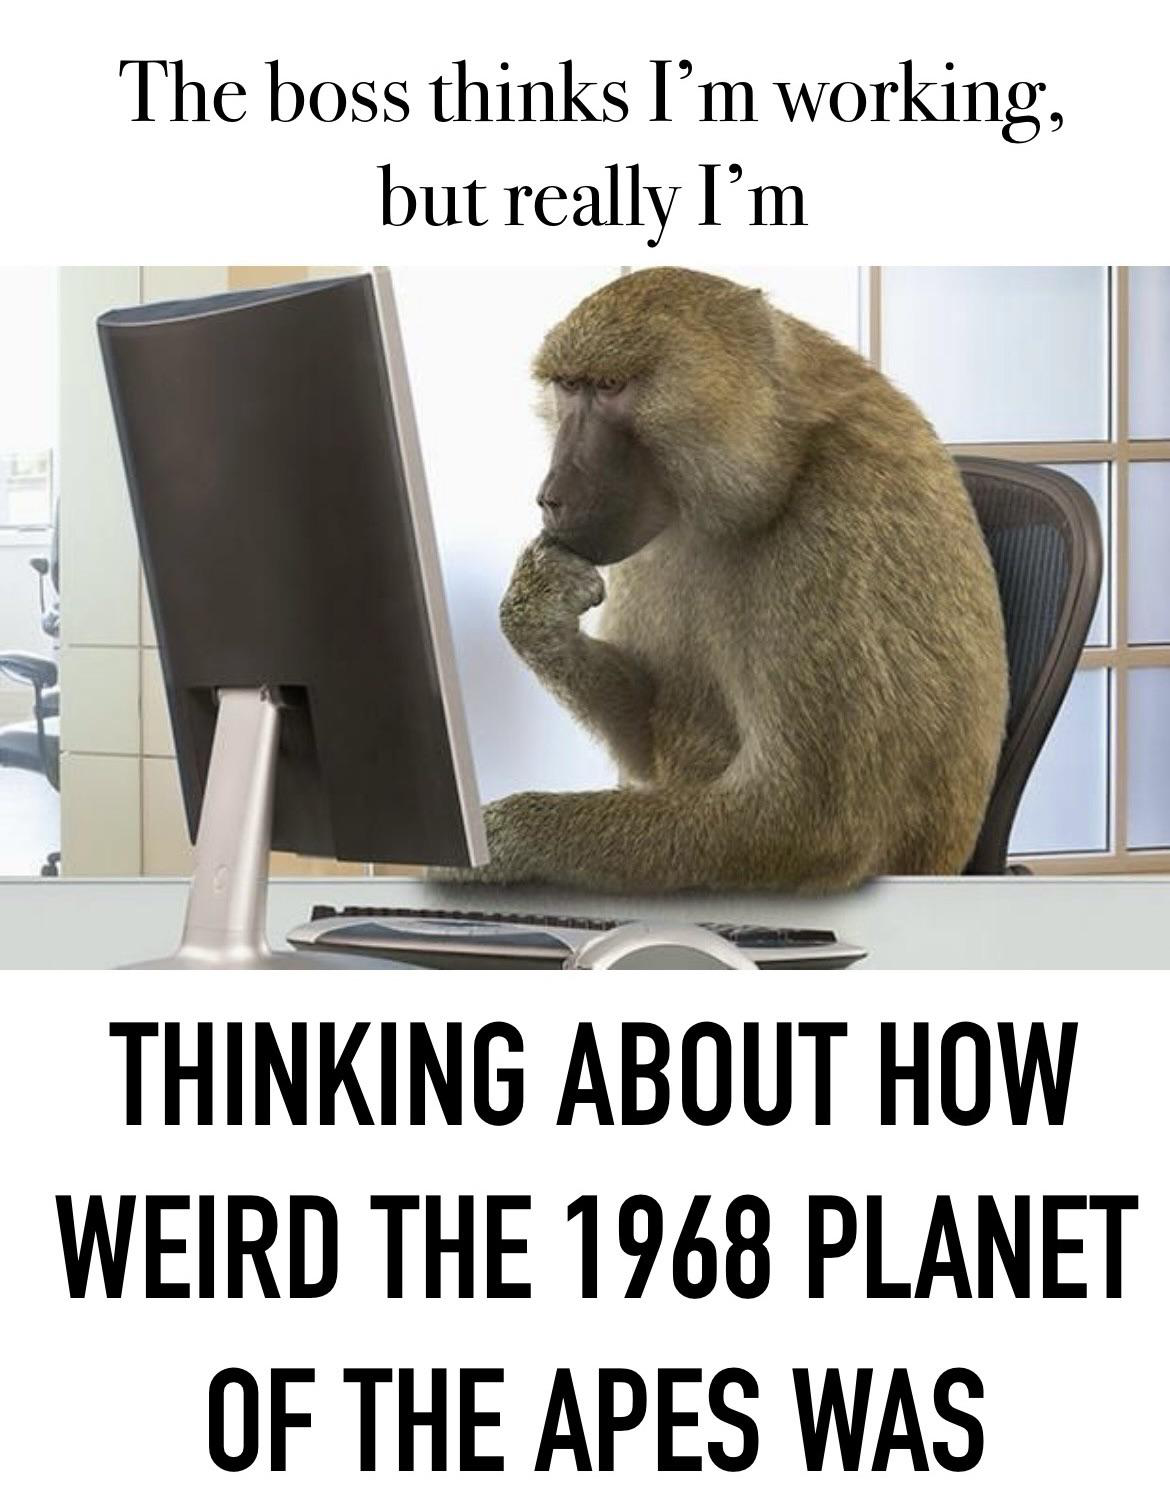 The boss thinks I’m working,
but really I’m
THINKING ABOUT HOW
WEIRD THE 1968 PLANET
OF THE APES WAS